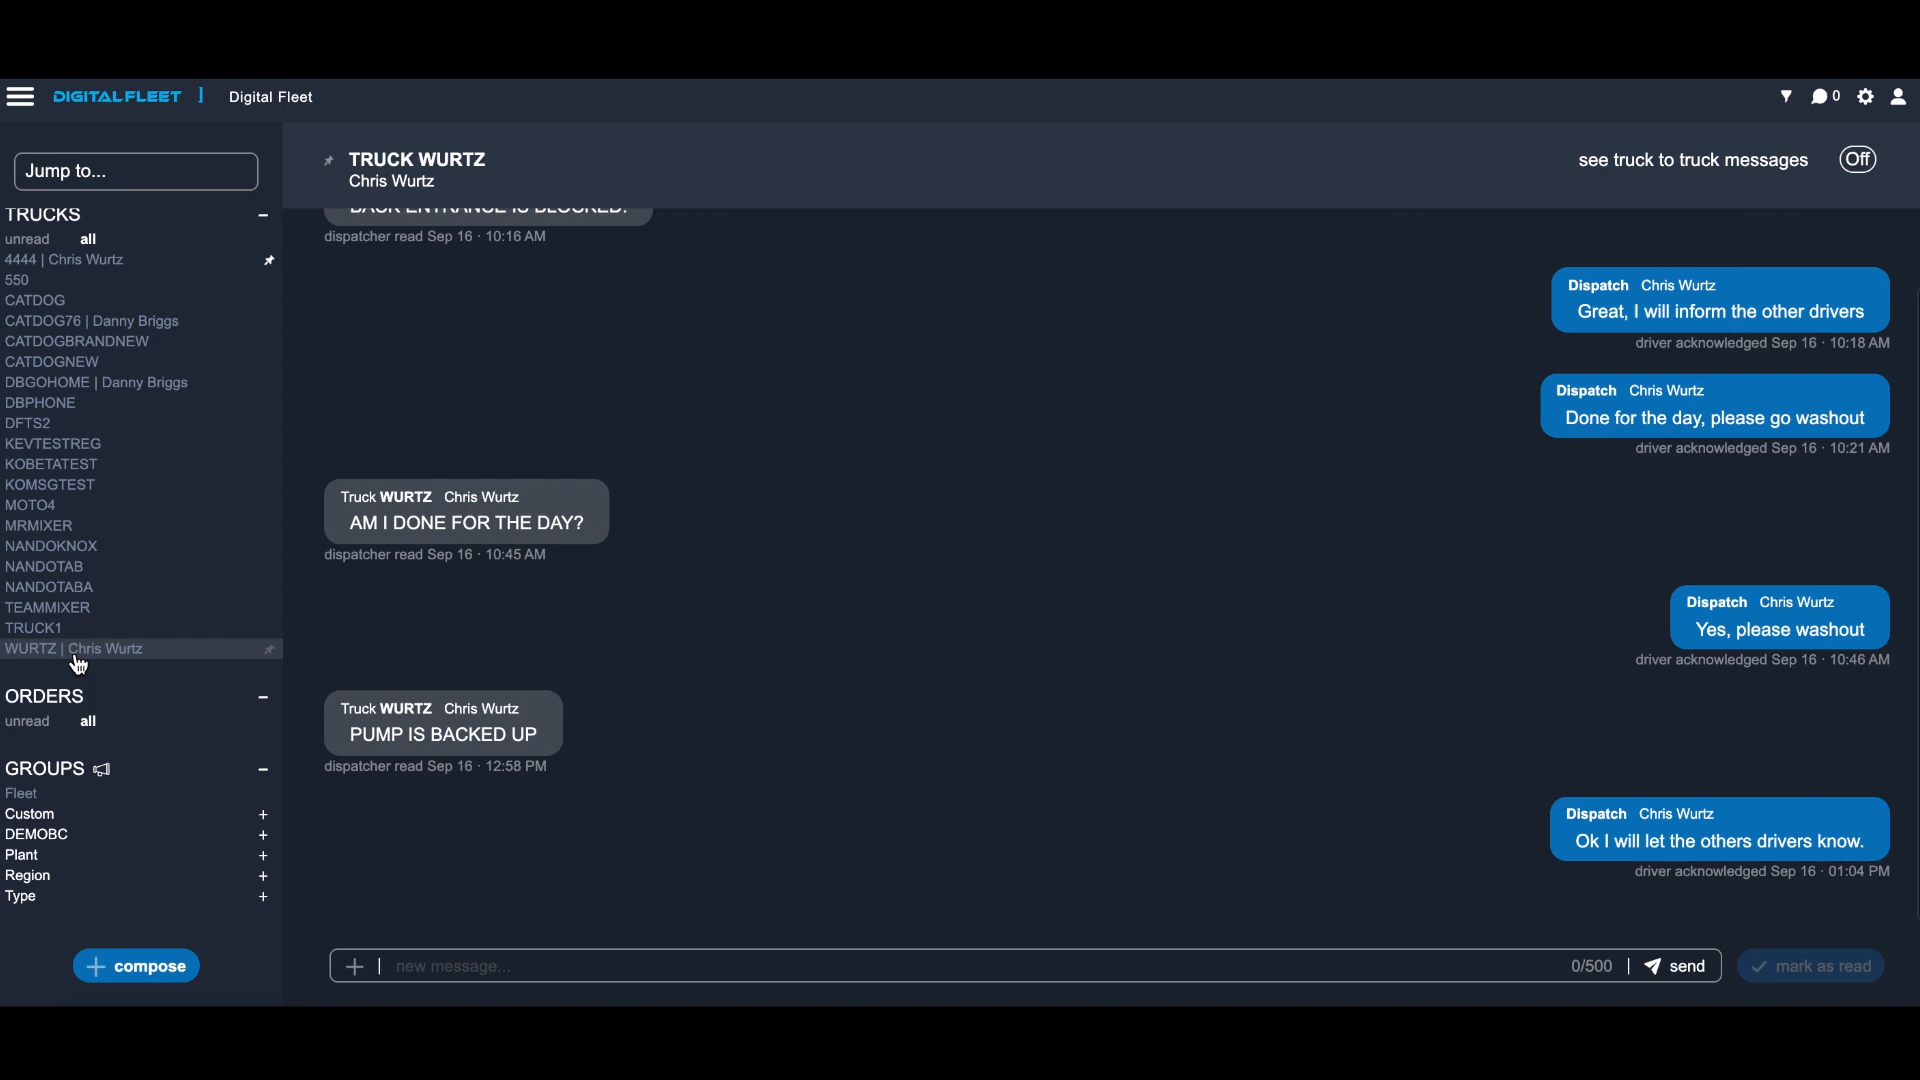 DIGITALFLEET Digital Fleet 0
Jump to...
TRUCKS
unread all
4444 | Chris Wurtz
550
CATDOG
CATDOG76 | Danny Briggs
CATDOGBRANDNEW
CATDOGNEW
DBGOHOME | Danny Briggs
DBPHONE
DFTS2
KEVTESTREG
KOBETATEST
KOMSGTEST
MOTO4
MRMIXER
NANDOKNOX
NANDOTAB
NANDOTABA
TEAMMIXER
TRUCK1
WURTZ | Chris Wurtz
ORDERS
unread all
GROUPS
Fleet
Custom
DEMOBC
Plant
Region
Type
+ compose
TRUCK WURTZ
Chris Wurtz
see truck to truck messages Off
BACK ENTRANCE IS BLOCKED.
dispatcher read Sep 16 · 10:16 AM
Dispatch Chris Wurtz
Great, I will inform the other drivers
driver acknowledged Sep 16 · 10:18 AM
Dispatch Chris Wurtz
Done for the day, please go washout
driver acknowledged Sep 16 · 10:21 AM
Truck WURTZ Chris Wurtz
AM I DONE FOR THE DAY?
dispatcher read Sep 16 · 10:45 AM
Dispatch Chris Wurtz
Yes, please washout
driver acknowledged Sep 16 · 10:46 AM
Truck WURTZ Chris Wurtz
PUMP IS BACKED UP
dispatcher read Sep 16 · 12:58 PM
Dispatch Chris Wurtz
Ok I will let the others drivers know.
driver acknowledged Sep 16 · 01:04 PM
+ | new message... 0/500 | send mark as read